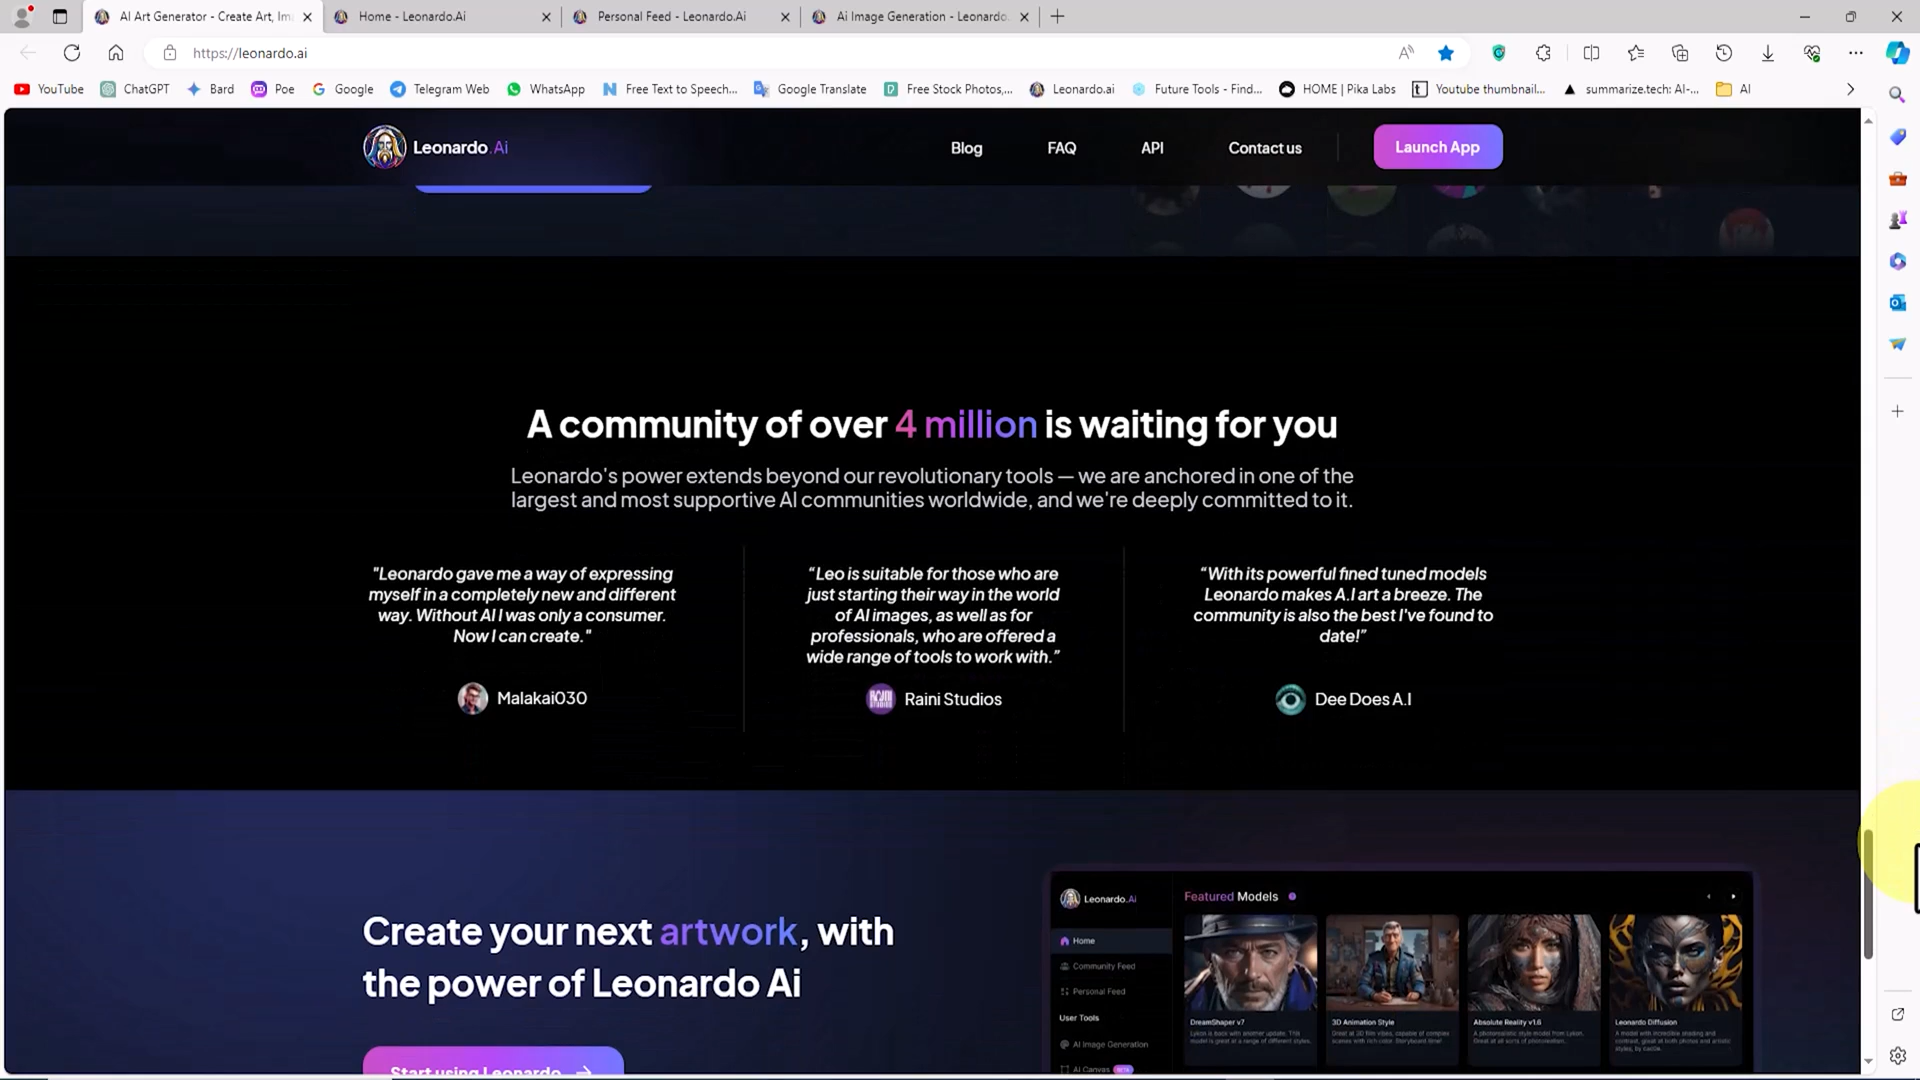 AI Art Generator - Create Art, Im
Home - Leonardo.Ai
Personal Feed - Leonardo.Ai
Ai Image Generation - Leonardo.
https://leonardo.ai
YouTube
ChatGPT
Bard
Poe
Google
Telegram Web
WhatsApp
Free Text to Speech...
Google Translate
Free Stock Photos,...
Leonardo.ai
Future Tools - Find...
HOME | Pika Labs
Youtube thumbnail...
summarize.tech: AI-...
AI
Leonardo.Ai
Blog
FAQ
API
Contact us
Launch App
A community of over 4 million is waiting for you
Leonardo's power extends beyond our revolutionary tools — we are anchored in one of the
largest and most supportive AI communities worldwide, and we're deeply committed to it.
"Leonardo gave me a way of expressing
myself in a completely new and different
way. Without AI I was only a consumer.
Now I can create."
Malakai030
“Leo is suitable for those who are
just starting their way in the world
of AI images, as well as for
professionals, who are offered a
wide range of tools to work with.”
Raini Studios
“With its powerful fined tuned models
Leonardo makes A.I art a breeze. The
community is also the best I've found to
date!”
Dee Does A.I
Create your next artwork, with
the power of Leonardo Ai
Start using Leonardo
Leonardo.Ai
Home
Community Feed
Personal Feed
User Tools
AI Image Generation
AI Canvas
Featured Models
DreamShaper v7
3D Animation Style
Absolute Reality v1.6
Leonardo Diffusion